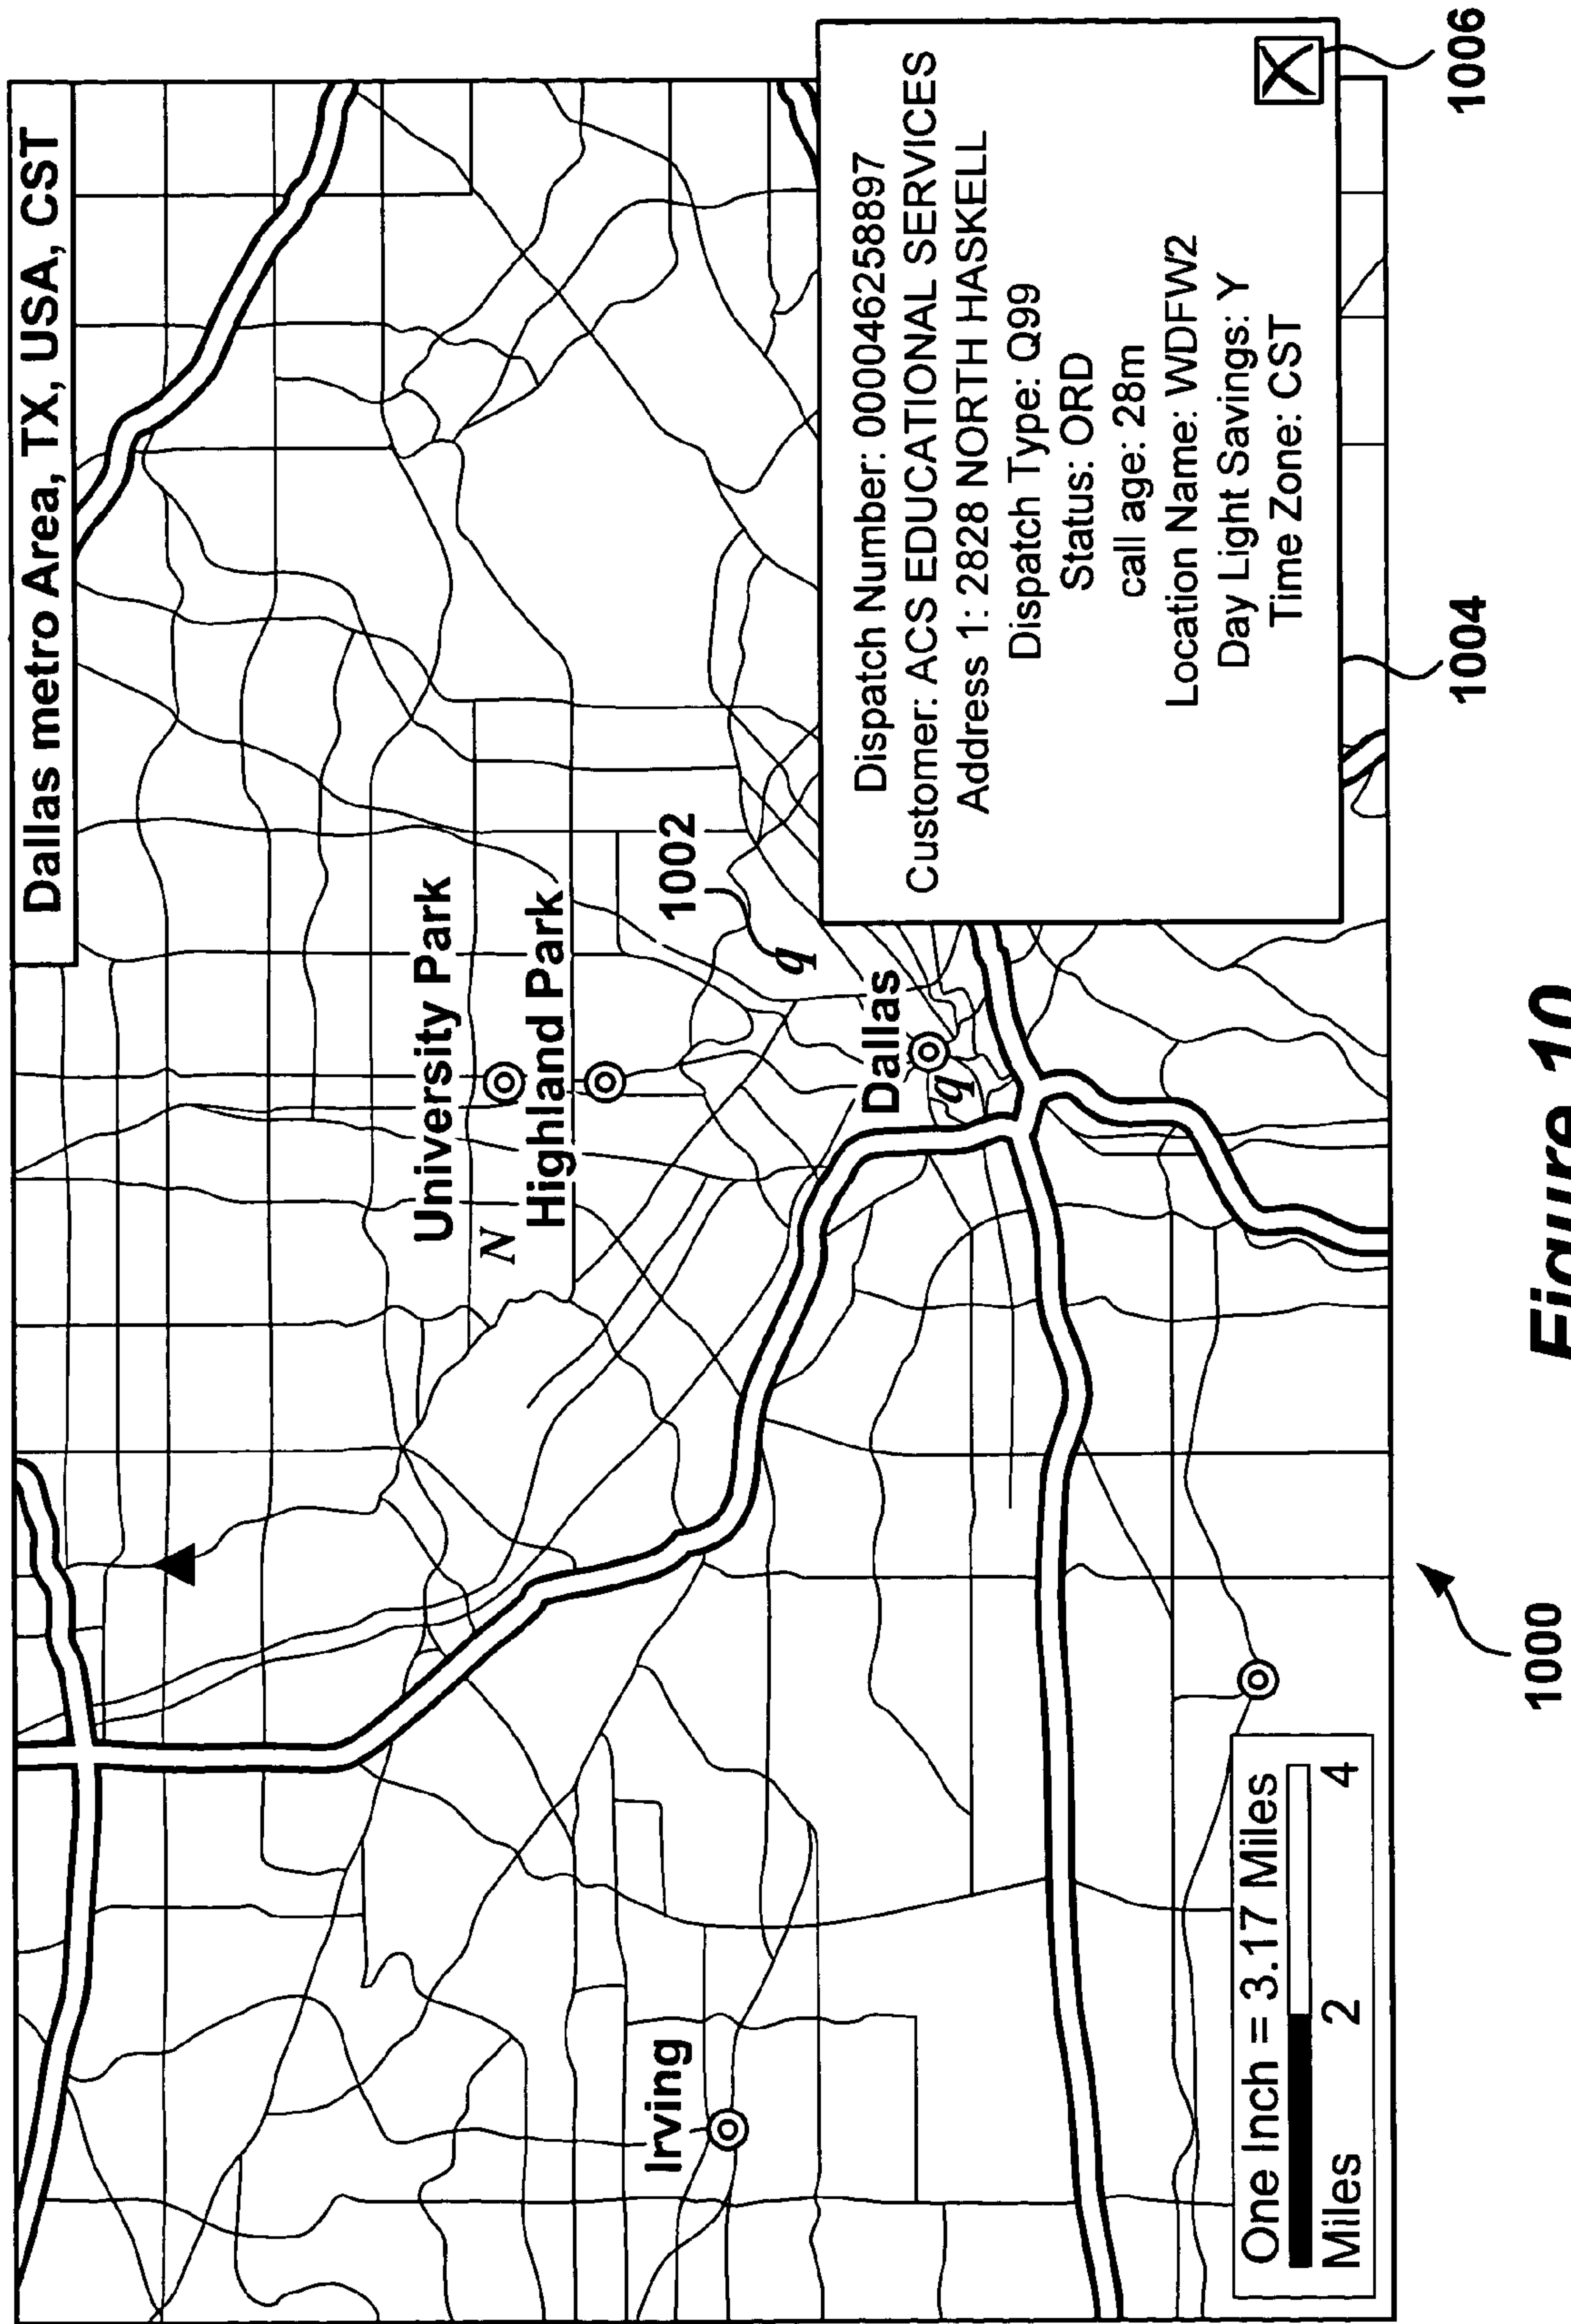 Dallas metro Area, TX, USA, CST
University Park
N
Highland Park
1002
q
Dallas
q
Irving
Dispatch Number: 000046258897
Customer: ACS EDUCATIONAL SERVICES
Address 1: 2828 NORTH HASKELL
Dispatch Type: Q99
Status: ORD
call age: 28m
Location Name: WDFW2
Day Light Savings: Y
Time Zone: CST
X
One Inch = 3.17 Miles
Miles 2 4
1004
1006
1000
Figure 10